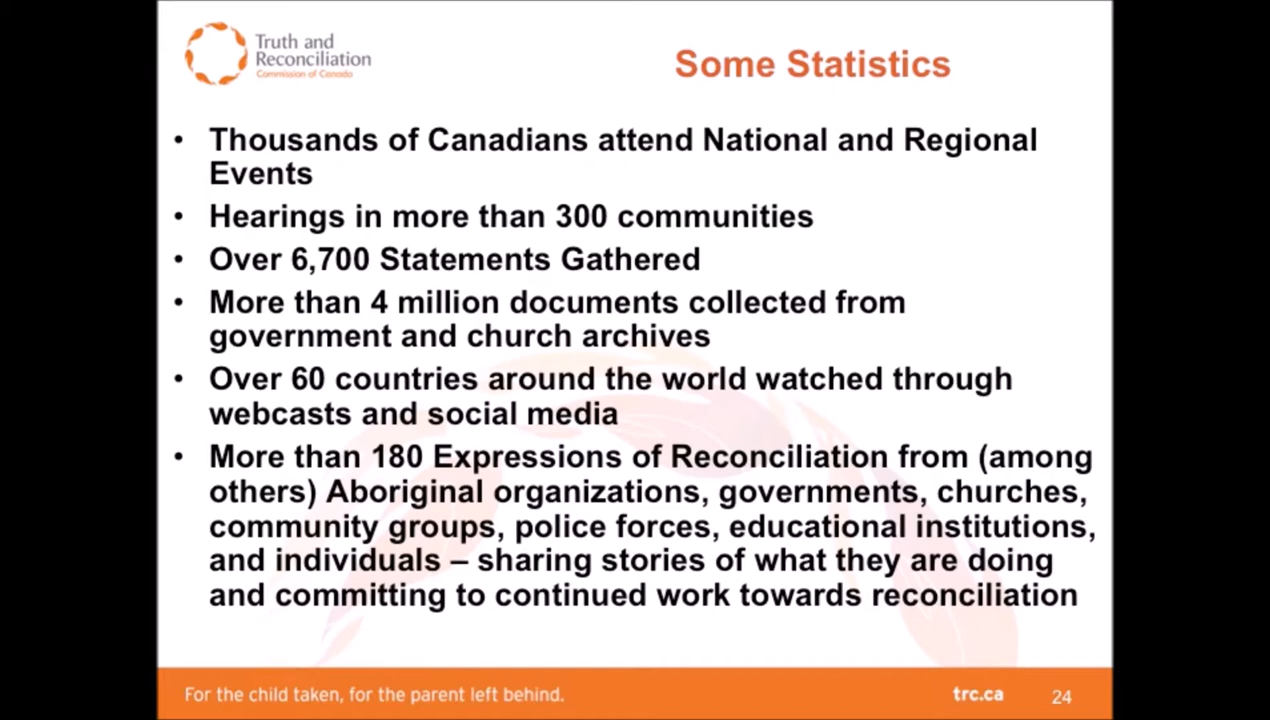 Truth and
Reconciliation
Commission of Canada
Some Statistics
• Thousands of Canadians attend National and Regional
Events
• Hearings in more than 300 communities
• Over 6,700 Statements Gathered
• More than 4 million documents collected from
government and church archives
• Over 60 countries around the world watched through
webcasts and social media
• More than 180 Expressions of Reconciliation from (among
others) Aboriginal organizations, governments, churches,
community groups, police forces, educational institutions,
and individuals – sharing stories of what they are doing
and committing to continued work towards reconciliation
For the child taken, for the parent left behind.
trc.ca
24